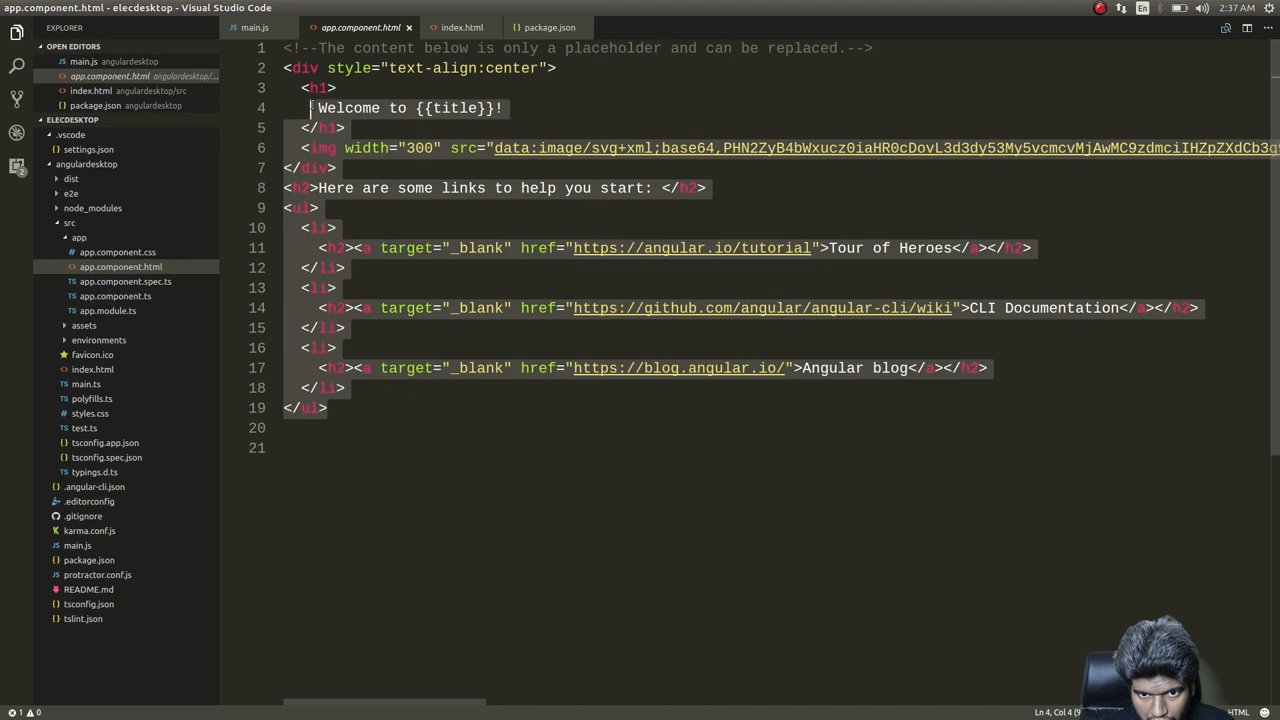 app.component.html - elecdesktop - Visual Studio Code
En
2:37 AM
EXPLORER
OPEN EDITORS
main.js angulardesktop
app.component.html angulardesktop/...
index.html angulardesktop/src
package.json angulardesktop
ELECDESKTOP
.vscode
settings.json
angulardesktop
dist
e2e
node_modules
src
app
app.component.css
app.component.html
app.component.spec.ts
app.component.ts
app.module.ts
assets
environments
favicon.ico
index.html
main.ts
polyfills.ts
styles.css
test.ts
tsconfig.app.json
tsconfig.spec.json
typings.d.ts
.angular-cli.json
.editorconfig
.gitignore
karma.conf.js
main.js
package.json
protractor.conf.js
README.md
tsconfig.json
tslint.json
2
main.js
app.component.html
index.html
package.json
1 <!--The content below is only a placeholder and can be replaced.-->
2 <div style="text-align:center">
3 <h1>
4 Welcome to {{title}}!
5 </h1>
6 <img width="300" src="
7 </div>
8 <h2>Here are some links to help you start: </h2>
9 <ul>
10 <li>
11 <h2><a target="_blank" href="https://angular.io/tutorial">Tour of Heroes</a></h2>
12 </li>
13 <li>
14 <h2><a target="_blank" href="https://github.com/angular/angular-cli/wiki">CLI Documentation</a></h2>
15 </li>
16 <li>
17 <h2><a target="_blank" href="https://blog.angular.io/">Angular blog</a></h2>
18 </li>
19 </ul>
20
21
1 0
Ln 4, Col 4 (9
HTML